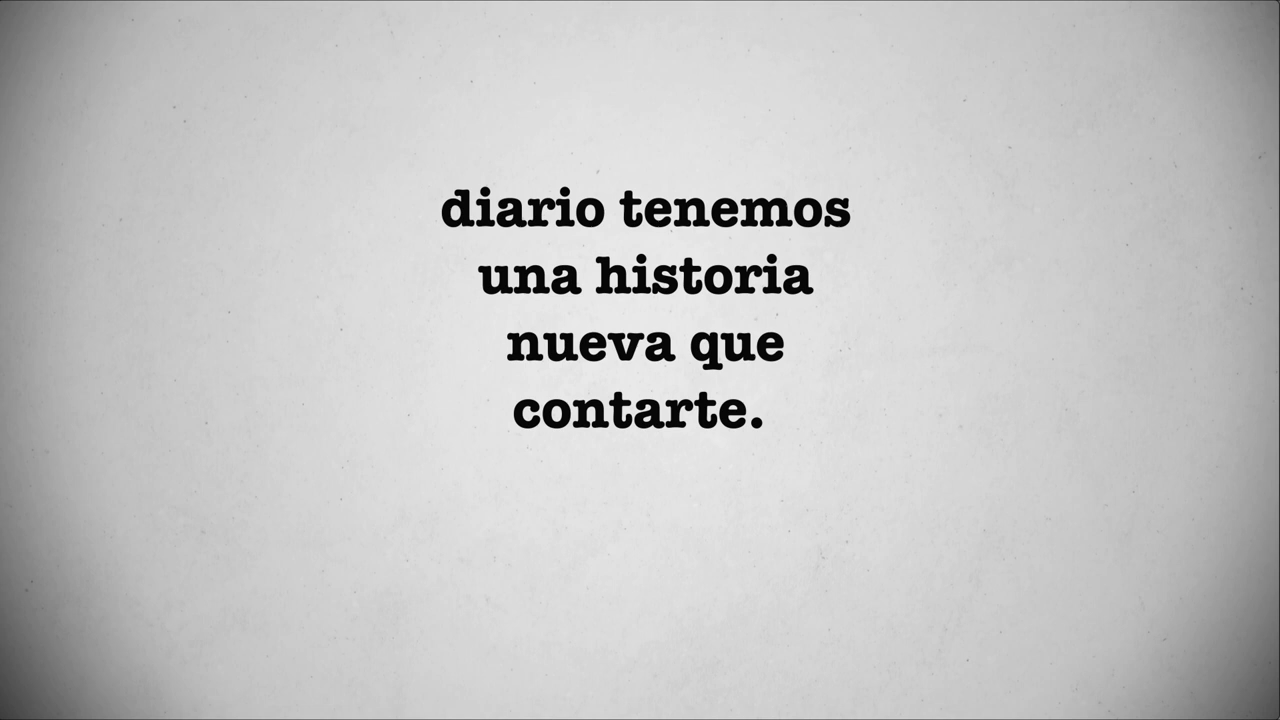 diario tenemos
una historia
nueva que
contarte.